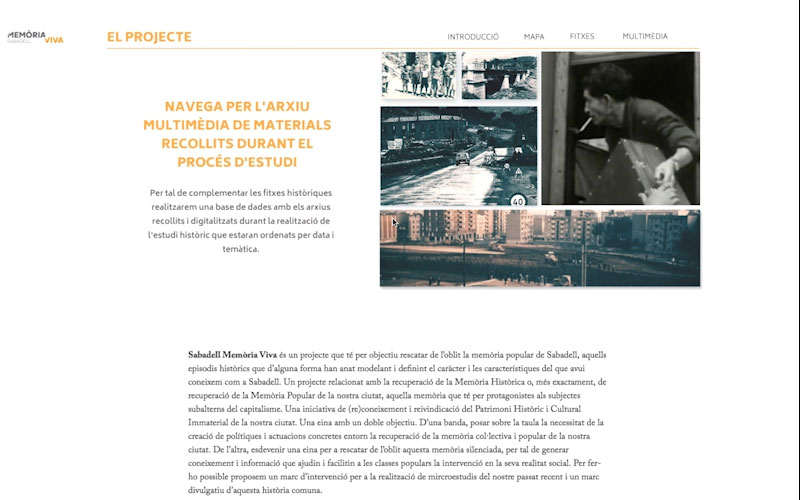 MEMÒRIA
SABADELL
VIVA
EL PROJECTE
INTRODUCCIÓ
MAPA
FITXES
MULTIMÈDIA
NAVEGA PER L'ARXIU
MULTIMÈDIA DE MATERIALS
RECOLLITS DURANT EL
PROCÉS D'ESTUDI
Per tal de complementar les fitxes històriques
realitzarem una base de dades amb els arxius
recollits i digitalitzats durant la realització de
l'estudi històric que estaran ordenats per data i
temàtica.
40
Sabadell Memòria Viva és un projecte que té per objectiu rescatar de l'oblit la memòria popular de Sabadell, aquells
episodis històrics que d'alguna forma han anat modelant i definint el caràcter i les característiques del que avui
coneixem com a Sabadell. Un projecte relacionat amb la recuperació de la Memòria Històrica o, més exactament, de
recuperació de la Memòria Popular de la nostra ciutat, aquella memòria que té per protagonistes als subjectes
subalterns del capitalisme. Una iniciativa de (re)coneixement i reivindicació del Patrimoni Històric i Cultural
Immaterial de la nostra ciutat. Una eina amb un doble objectiu. D'una banda, posar sobre la taula la necessitat de la
creació de polítiques i actuacions concretes entorn la recuperació de la memòria col·lectiva i popular de la nostra
ciutat. De l'altra, esdevenir una eina per a rescatar de l'oblit aquesta memòria silenciada, per tal de generar
coneixement i informació que ajudin i facilitin a les classes populars la intervenció en la seva realitat social. Per fer-
ho possible proposem un marc d'intervenció per a la realització de mircroestudis del nostre passat recent i un marc
divulgatiu d'aquesta història comuna.